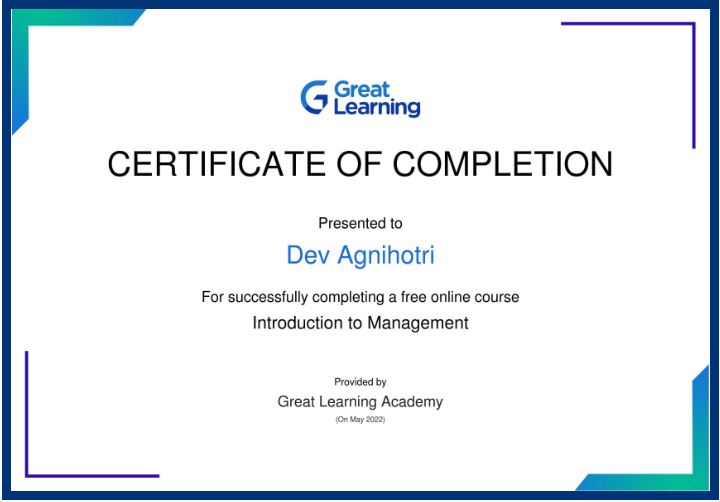 Great
Learning
CERTIFICATE OF COMPLETION
Presented to
Dev Agnihotri
For successfully completing a free online course
Introduction to Management
Provided by
Great Learning Academy
(On May 2022)